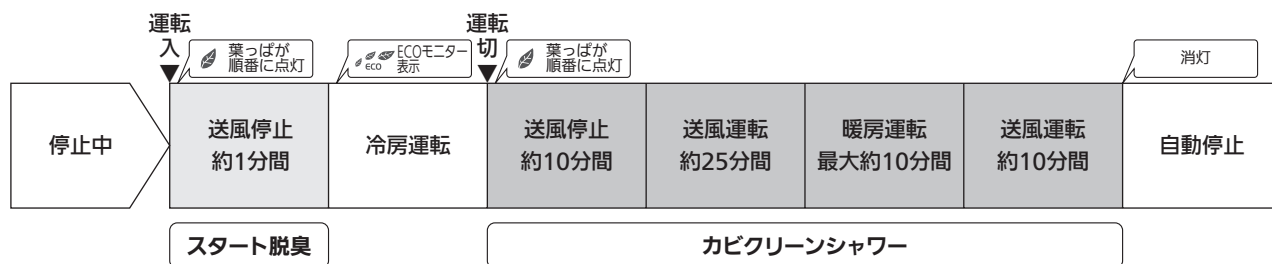 運転
入
葉っぱが
順番に点灯
eco
ECOモニター
表示
運転
切
葉っぱが
順番に点灯
消灯
停止中
送風停止
約1分間
冷房運転
送風停止
約10分間
送風運転
約25分間
暖房運転
最大約10分間
送風運転
約10分間
自動停止
スタート脱臭
カビクリーンシャワー